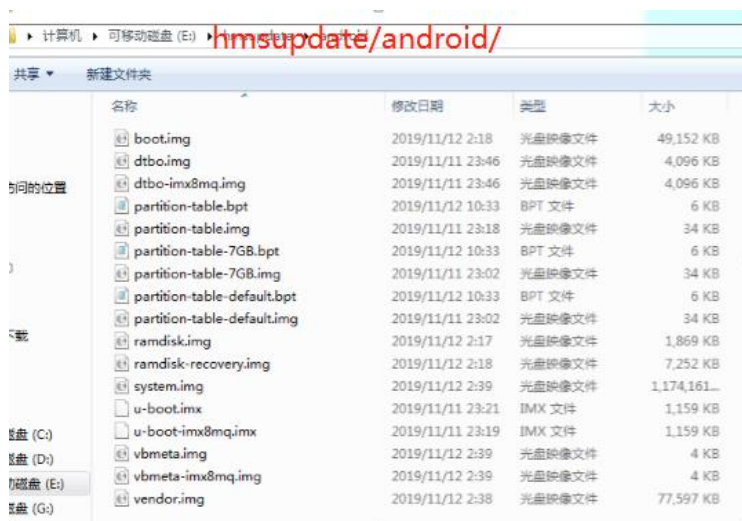 计算机 ▸ 可移动磁盘 (E:) ▸ hmsupdate ▸ android
hmsupdate/android/
共享 ▼ 新建文件夹
名称 修改日期 类型 大小
boot.img 2019/11/12 2:18 光盘映像文件 49,152 KB
dtbo.img 2019/11/11 23:46 光盘映像文件 4,096 KB
dtbo-imx8mq.img 2019/11/11 23:46 光盘映像文件 4,096 KB
访问的位置
partition-table.bpt 2019/11/12 10:33 BPT 文件 6 KB
partition-table.img 2019/11/11 23:18 光盘映像文件 34 KB
partition-table-7GB.bpt 2019/11/12 10:33 BPT 文件 6 KB
partition-table-7GB.img 2019/11/11 23:02 光盘映像文件 34 KB
partition-table-default.bpt 2019/11/12 10:33 BPT 文件 6 KB
partition-table-default.img 2019/11/11 23:02 光盘映像文件 34 KB
下载
ramdisk.img 2019/11/12 2:17 光盘映像文件 1,869 KB
ramdisk-recovery.img 2019/11/12 2:18 光盘映像文件 7,252 KB
system.img 2019/11/12 2:39 光盘映像文件 1,174,161...
u-boot.imx 2019/11/11 23:21 IMX 文件 1,159 KB
磁盘 (C:) u-boot-imx8mq.imx 2019/11/11 23:19 IMX 文件 1,159 KB
磁盘 (D:) vbmeta.img 2019/11/12 2:39 光盘映像文件 4 KB
动磁盘 (E:) vbmeta-imx8mq.img 2019/11/12 2:39 光盘映像文件 4 KB
磁盘 (G:) vendor.img 2019/11/12 2:38 光盘映像文件 77,597 KB